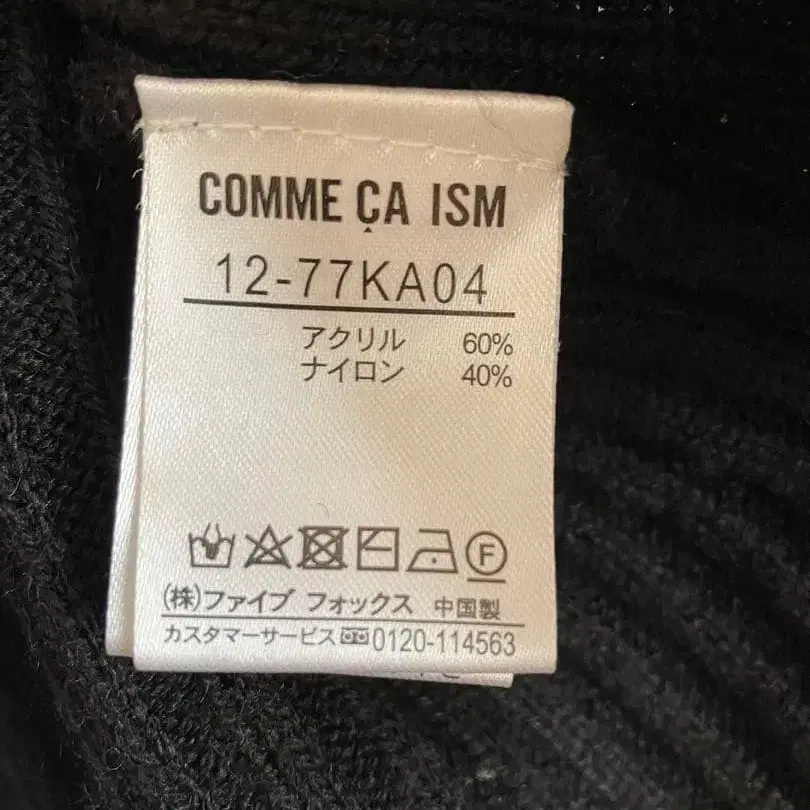 COMME ÇA ISM
12-77KA04
アクリル 60%
ナイロン 40%
F
(株)ファイブ フォックス 中国製
カスタマーサービス 0120-114563